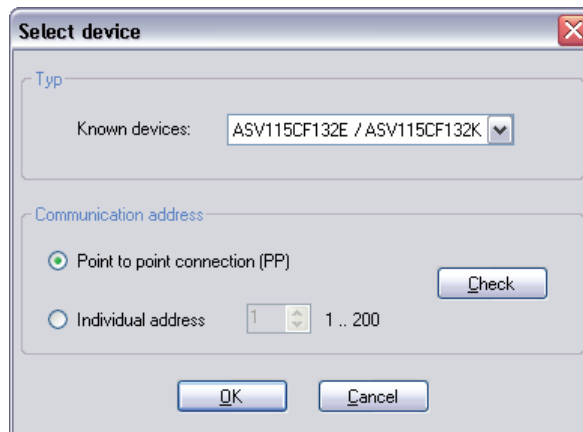 Select device
Typ
Known devices: ASV115CF132E / ASV115CF132K
Communication address
Point to point connection (PP)
Check
Individual address 1 1 .. 200
OK Cancel